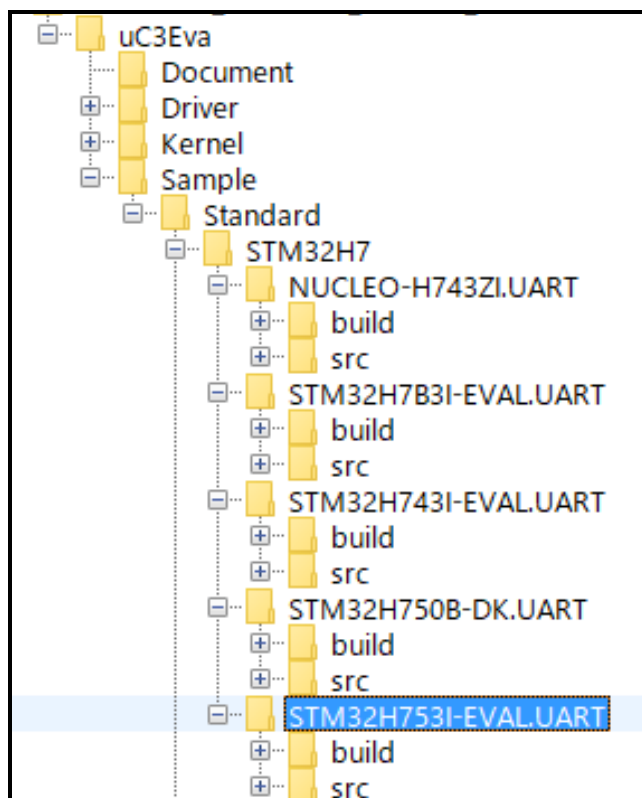 uC3Eva
Document
Driver
Kernel
Sample
Standard
STM32H7
NUCLEO-H743ZI.UART
build
src
STM32H7B3I-EVAL.UART
build
src
STM32H743I-EVAL.UART
build
src
STM32H750B-DK.UART
build
src
STM32H753I-EVAL.UART
build
src